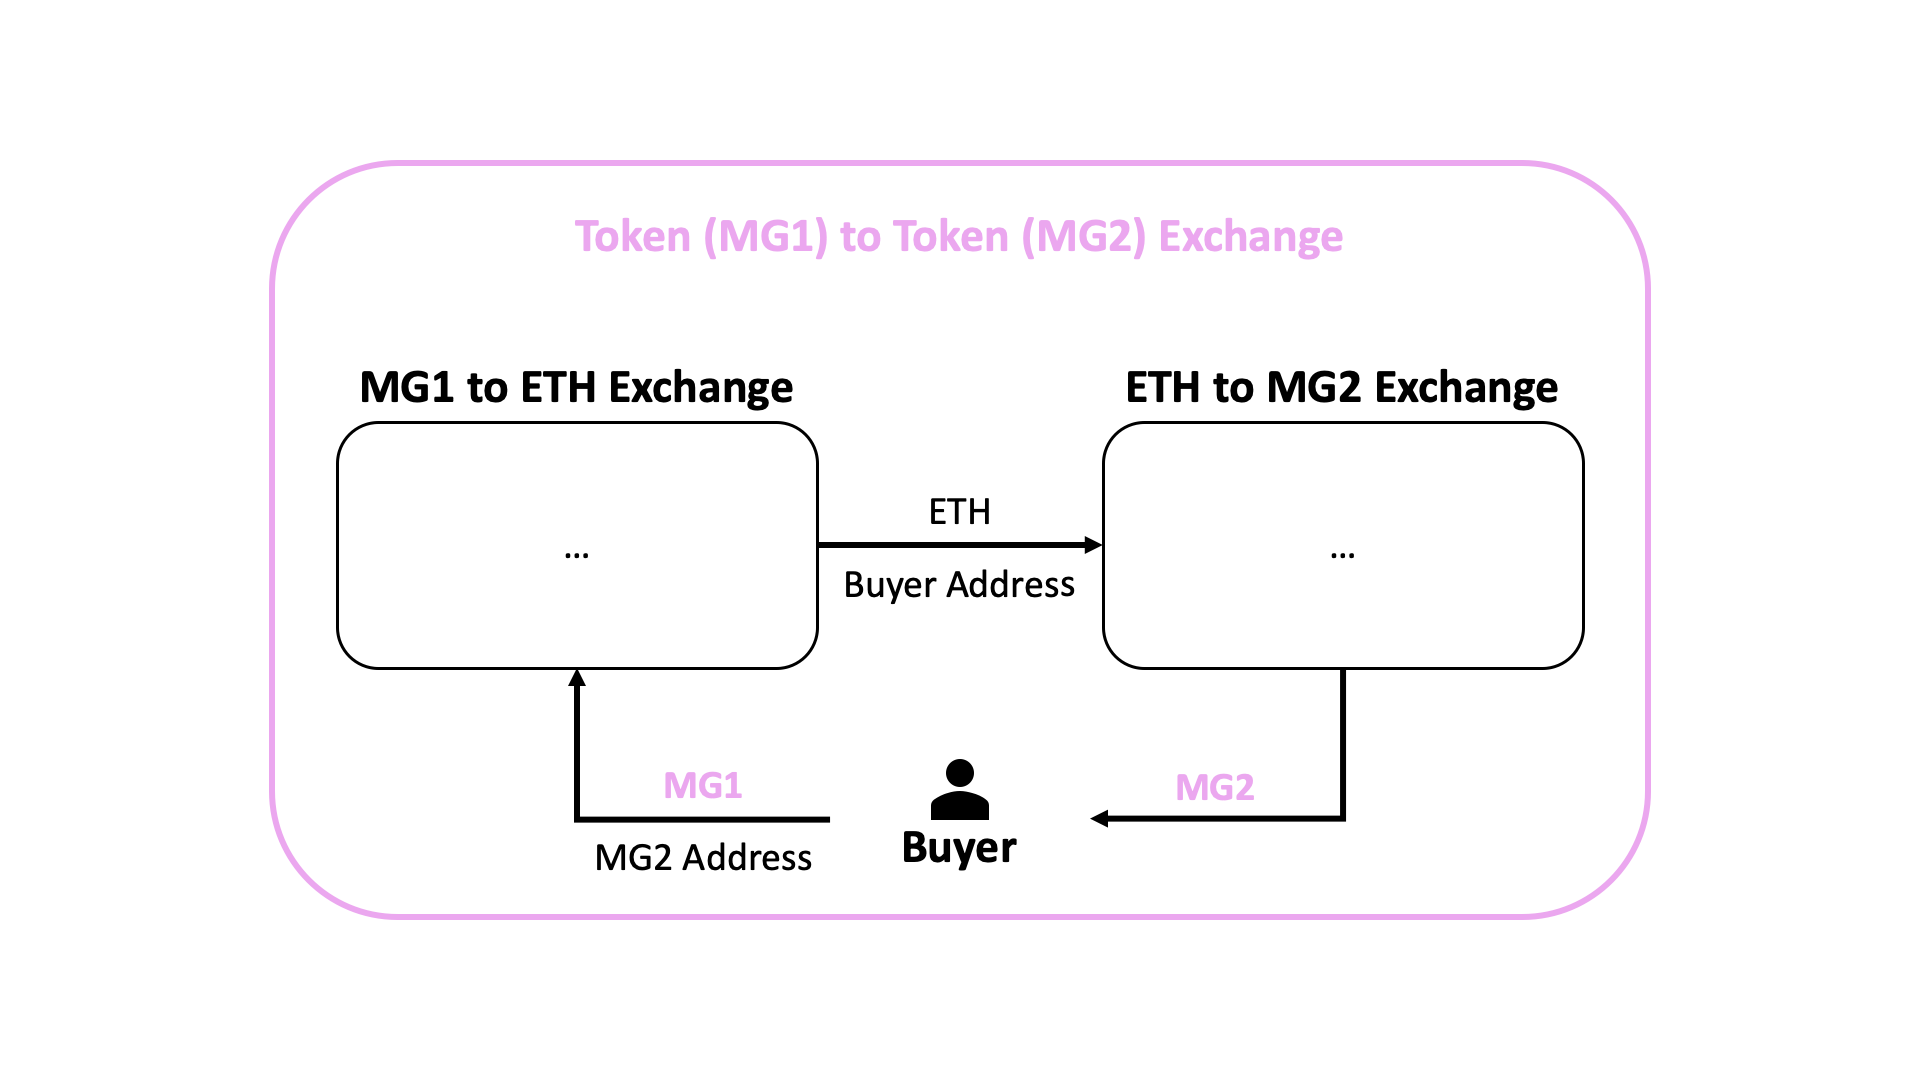 Token (MG1) to Token (MG2) Exchange
MG1 to ETH Exchange
ETH to MG2 Exchange
...
ETH
Buyer Address
...
MG1
MG2 Address
Buyer
MG2